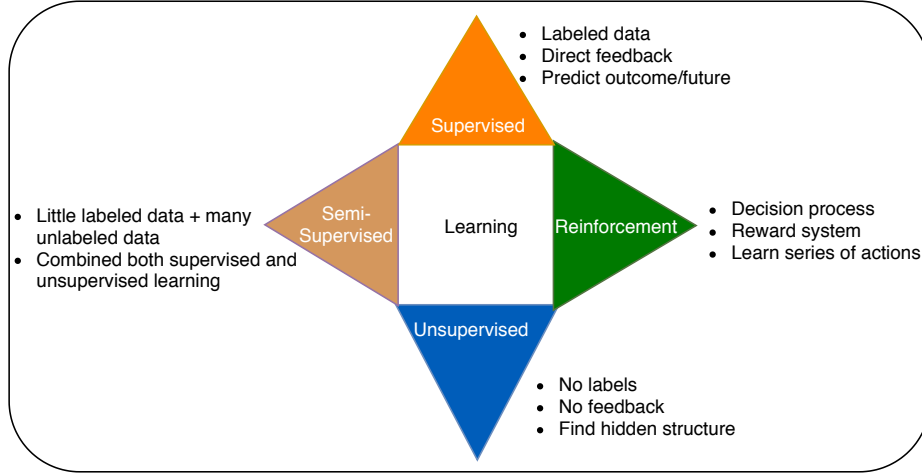 • Labeled data
• Direct feedback
• Predict outcome/future
Supervised
• Little labeled data + many
unlabeled data
• Combined both supervised and
unsupervised learning
Semi-
Supervised
Learning
Reinforcement
• Decision process
• Reward system
• Learn series of actions
Unsupervised
• No labels
• No feedback
• Find hidden structure